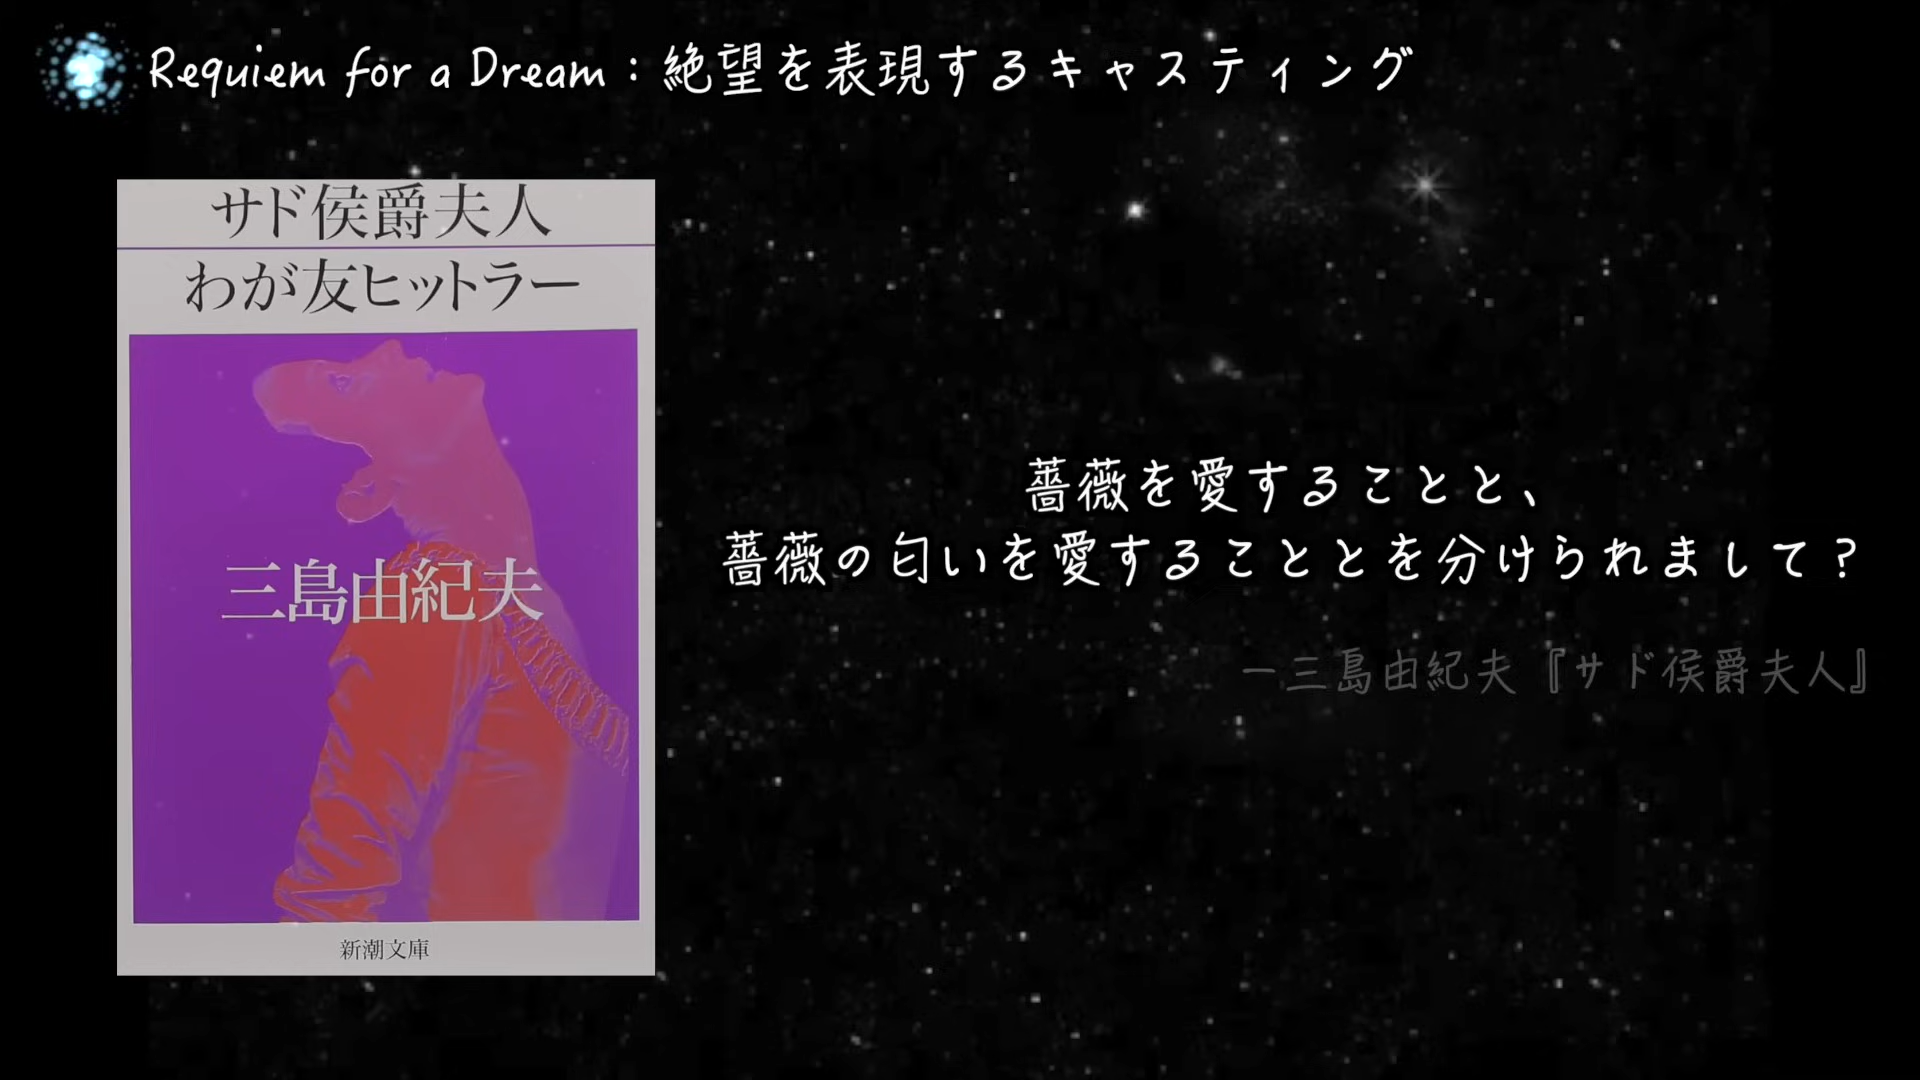 Requiem for a Dream：絶望を表現するキャスティング
サド侯爵夫人
わが友ヒットラー
三島由紀夫
新潮文庫
薔薇を愛することと、
薔薇の匂いを愛することとを分けられまして？
ー三島由紀夫『サド侯爵夫人』